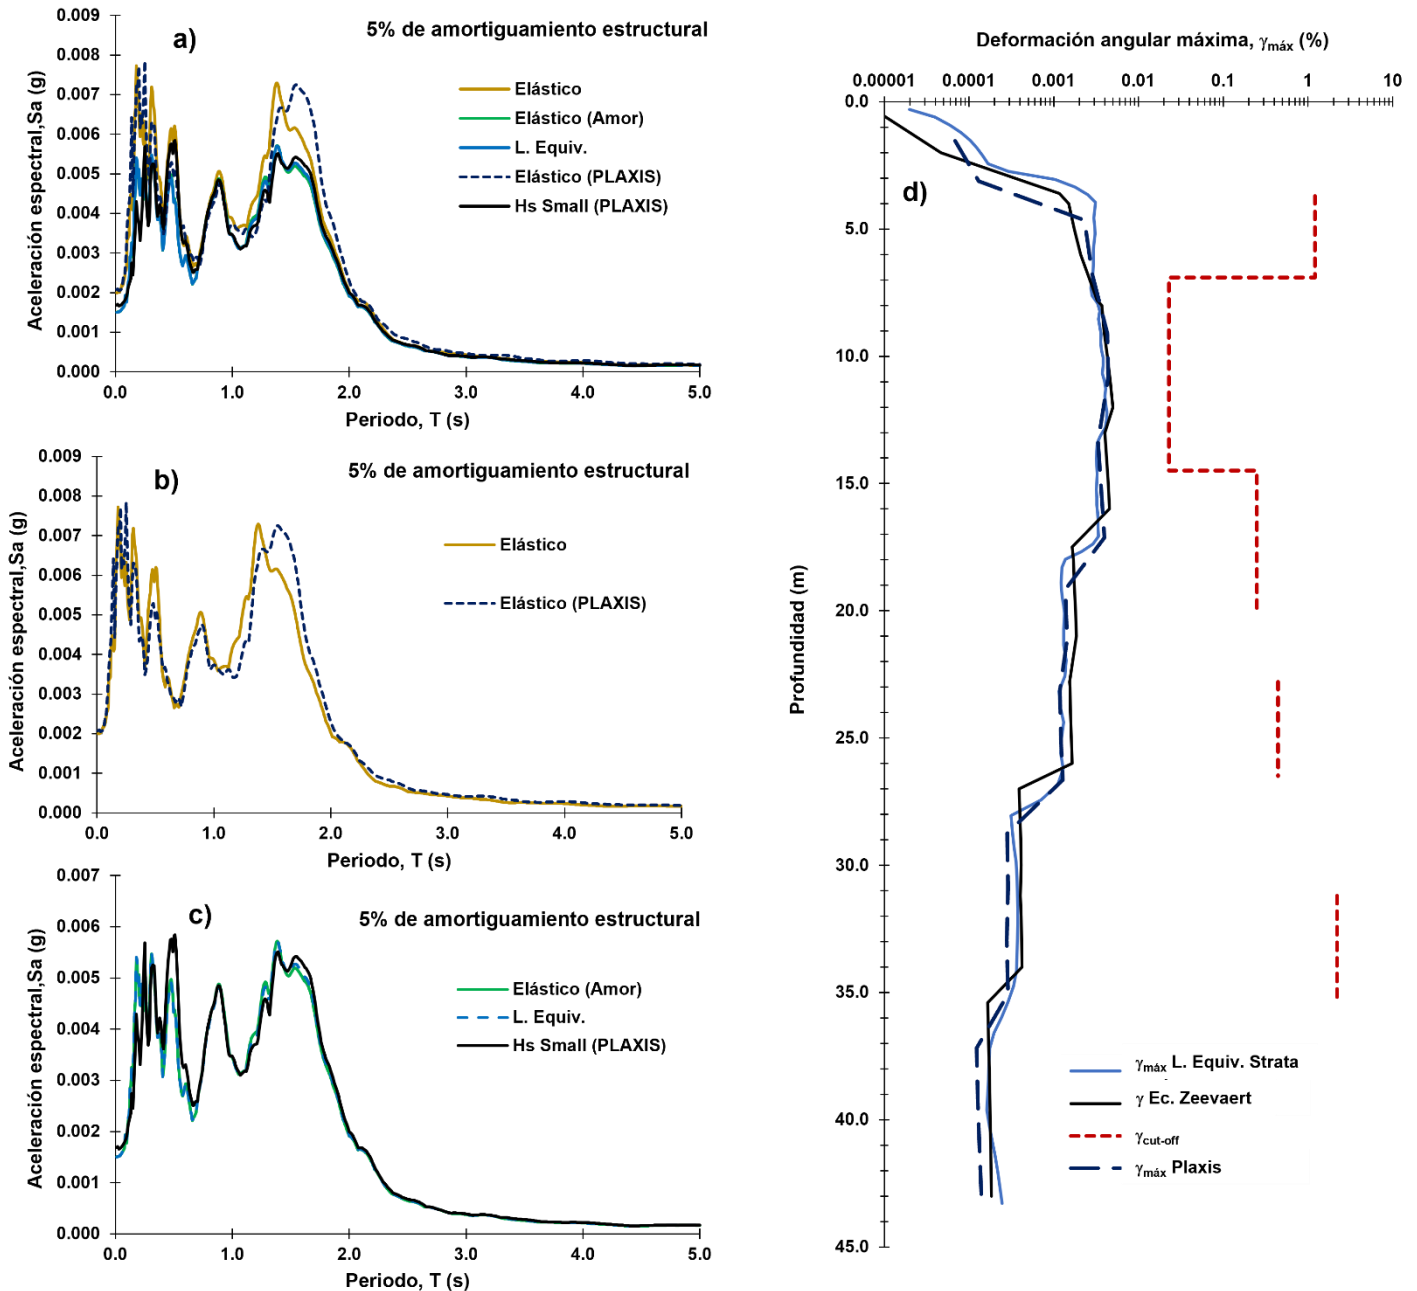 a)
5% de amortiguamiento estructural
Aceleración espectral,Sa (g)
0.009
0.008
0.007
0.006
0.005
0.004
0.003
0.002
0.001
0.000
Elástico
Elástico (Amor)
L. Equiv.
Elástico (PLAXIS)
Hs Small (PLAXIS)
0.0 1.0 2.0 3.0 4.0 5.0
Periodo, T (s)
b)
5% de amortiguamiento estructural
Aceleración espectral,Sa (g)
0.009
0.008
0.007
0.006
0.005
0.004
0.003
0.002
0.001
0.000
Elástico
Elástico (PLAXIS)
0.0 1.0 2.0 3.0 4.0 5.0
Periodo, T (s)
c)
5% de amortiguamiento estructural
Aceleración espectral,Sa (g)
0.007
0.006
0.005
0.004
0.003
0.002
0.001
0.000
Elástico (Amor)
L. Equiv.
Hs Small (PLAXIS)
0.0 1.0 2.0 3.0 4.0 5.0
Periodo, T (s)
Deformación angular máxima, γmáx (%)
0.00001 0.0001 0.001 0.01 0.1 1 10
d)
Profundidad (m)
0.0
5.0
10.0
15.0
20.0
25.0
30.0
35.0
40.0
45.0
γmáx L. Equiv. Strata
γ Ec. Zeevaert
γcut-off
γmáx Plaxis